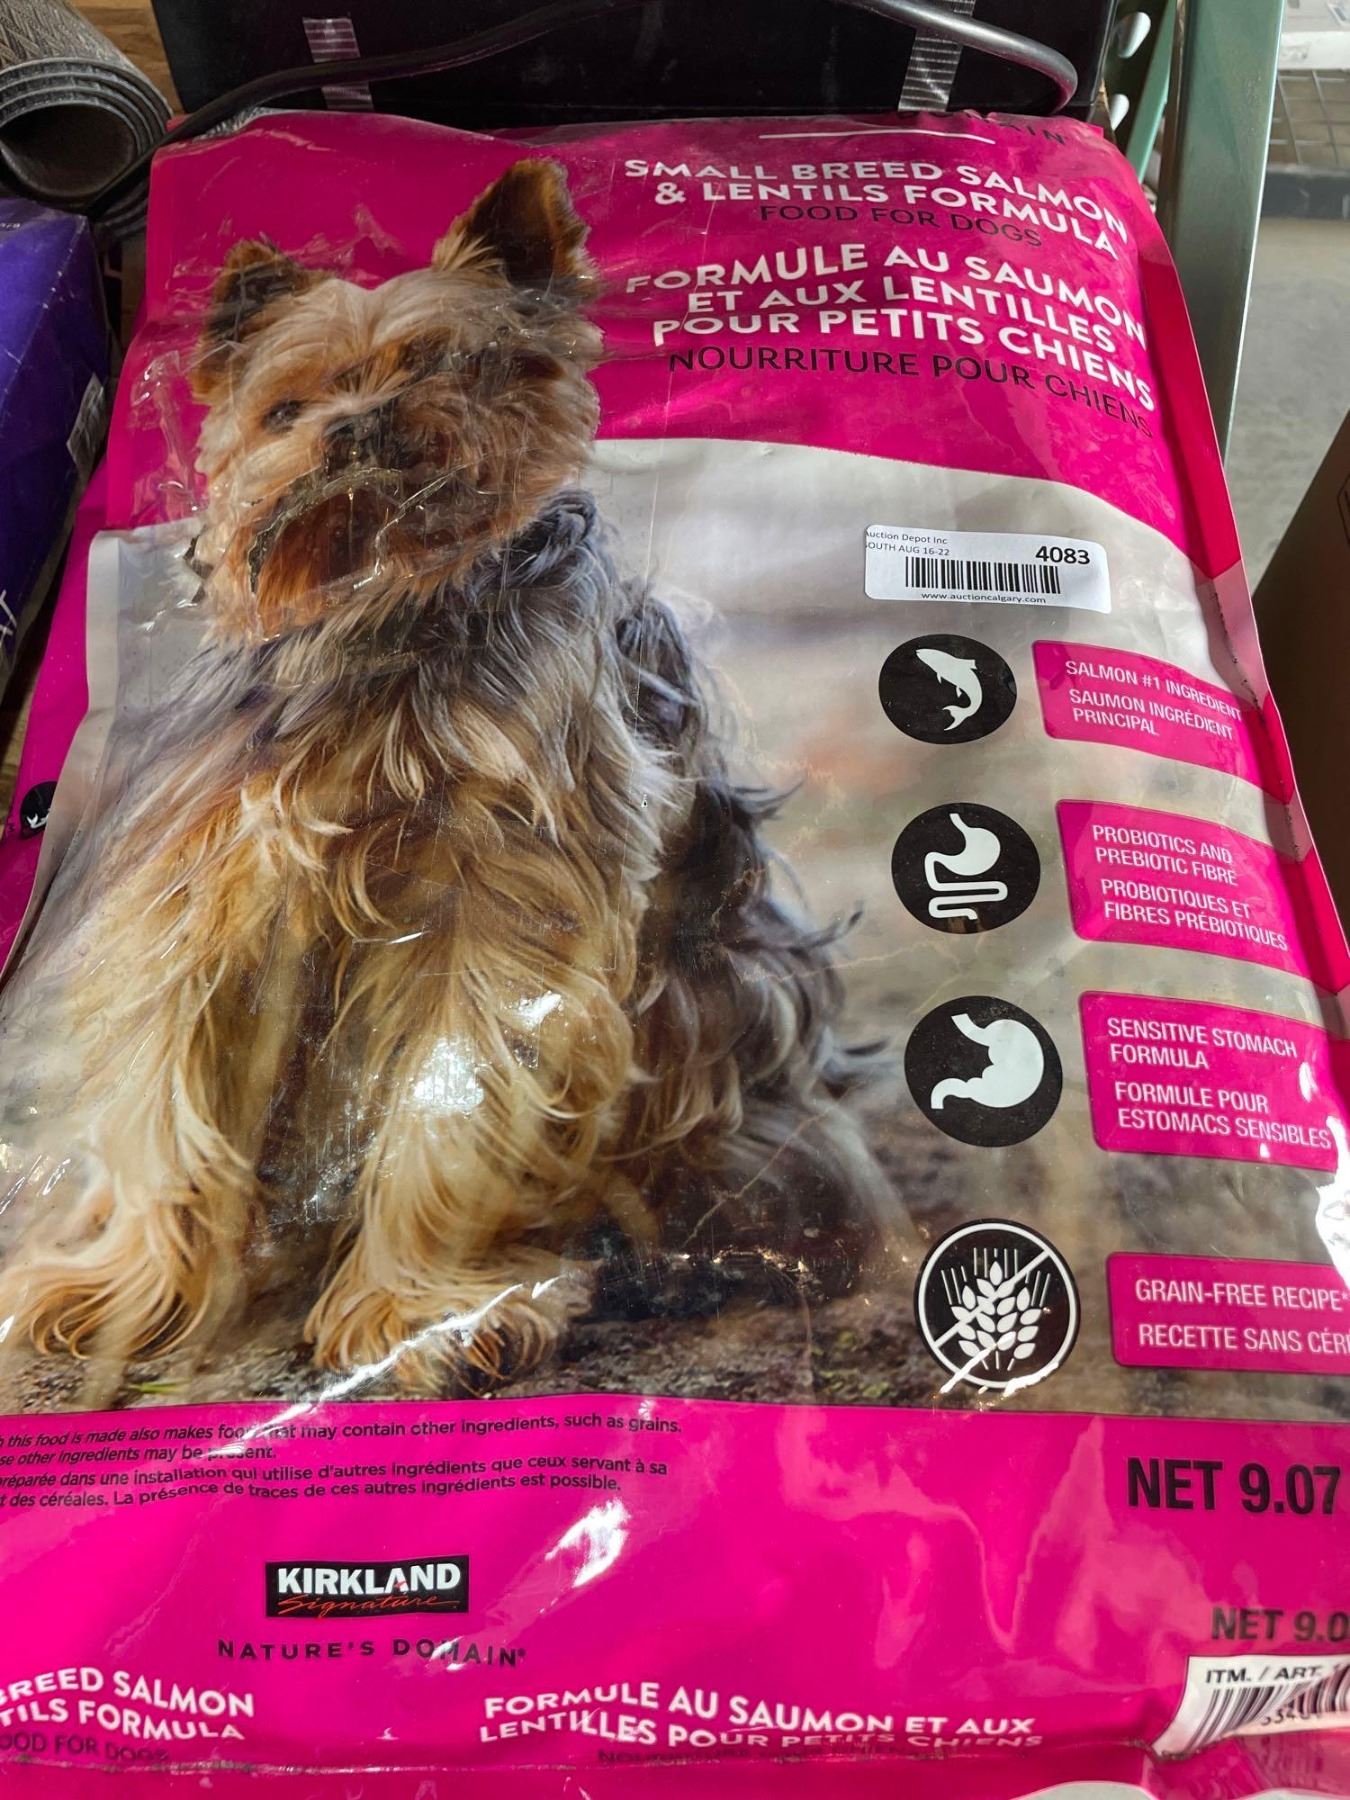 SMALL BREED SALMON
& LENTILS FORMULA
FOOD FOR DOGS
FORMULE AU SAUMON
ET AUX LENTILLES
POUR PETITS CHIENS
NOURRITURE POUR CHIENS
Auction Depot Inc
SOUTH AUG 16-22
4083
www.auctioncalgary.com
SALMON #1 INGREDIENT
SAUMON INGRÉDIENT
PRINCIPAL
PROBIOTICS AND
PREBIOTIC FIBRE
PROBIOTIQUES ET
FIBRES PRÉBIOTIQUES
SENSITIVE STOMACH
FORMULA
FORMULE POUR
ESTOMACS SENSIBLES
GRAIN-FREE RECIPE*
RECETTE SANS
this food is made also makes food that may contain other ingredients, such as grains.
other ingredients may be present.
préparée dans une installation qui utilise d'autres ingrédients que ceux servant à sa
des céréales. La présence de traces de ces autres ingrédients est possible.
NET 9.07
KIRKLAND
Signature
NATURE'S DOMAIN®
NET 9.0
ITM. / ART.
BREED SALMON
FORMULA
FOOD FOR DOGS
FORMULE AU SAUMON ET AUX
LENTILLES POUR PETITS CHIENS